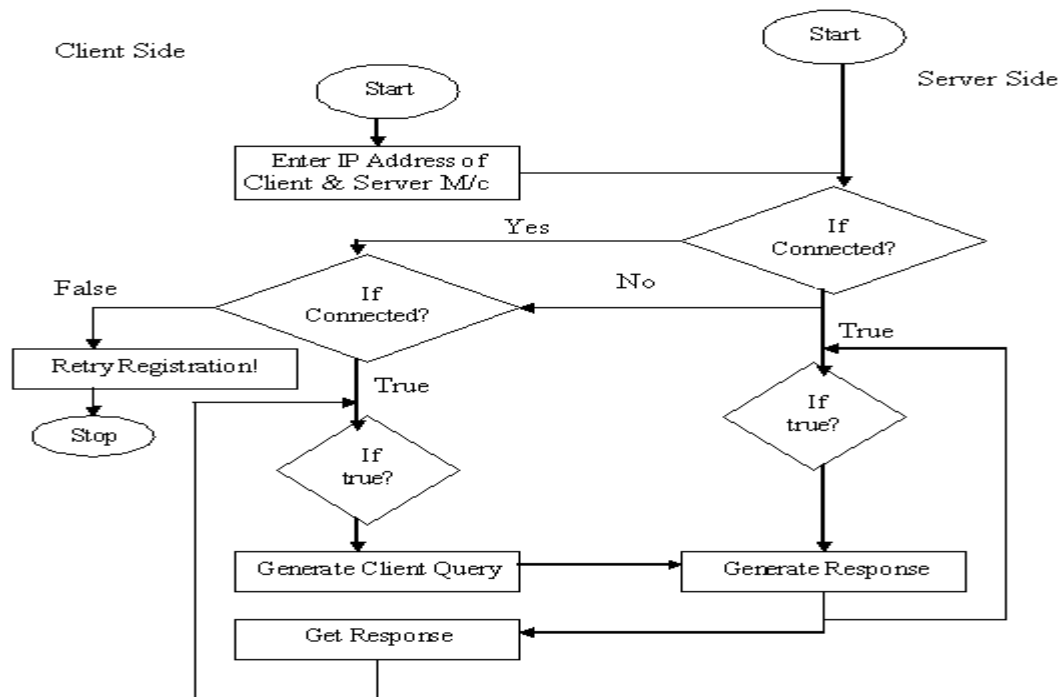 Start
Client Side
Server Side
Start
Enter IP Address of
Client & Server M/c
If
Connected?
Yes
No
False
If
Connected?
True
Retry Registration!
True
Stop
If
true?
If
true?
Generate Client Query
Generate Response
Get Response